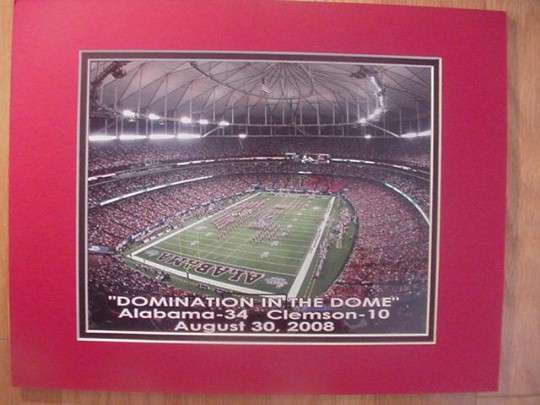 ALABAMA
"DOMINATION IN THE DOME"
Alabama-34 Clemson-10
August 30, 2008